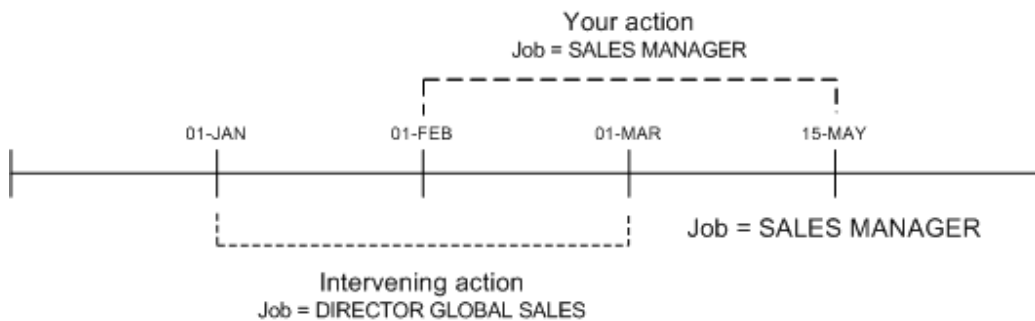 Your action
Job = SALES MANAGER
01-JAN 01-FEB 01-MAR 15-MAY
Job = SALES MANAGER
Intervening action
Job = DIRECTOR GLOBAL SALES